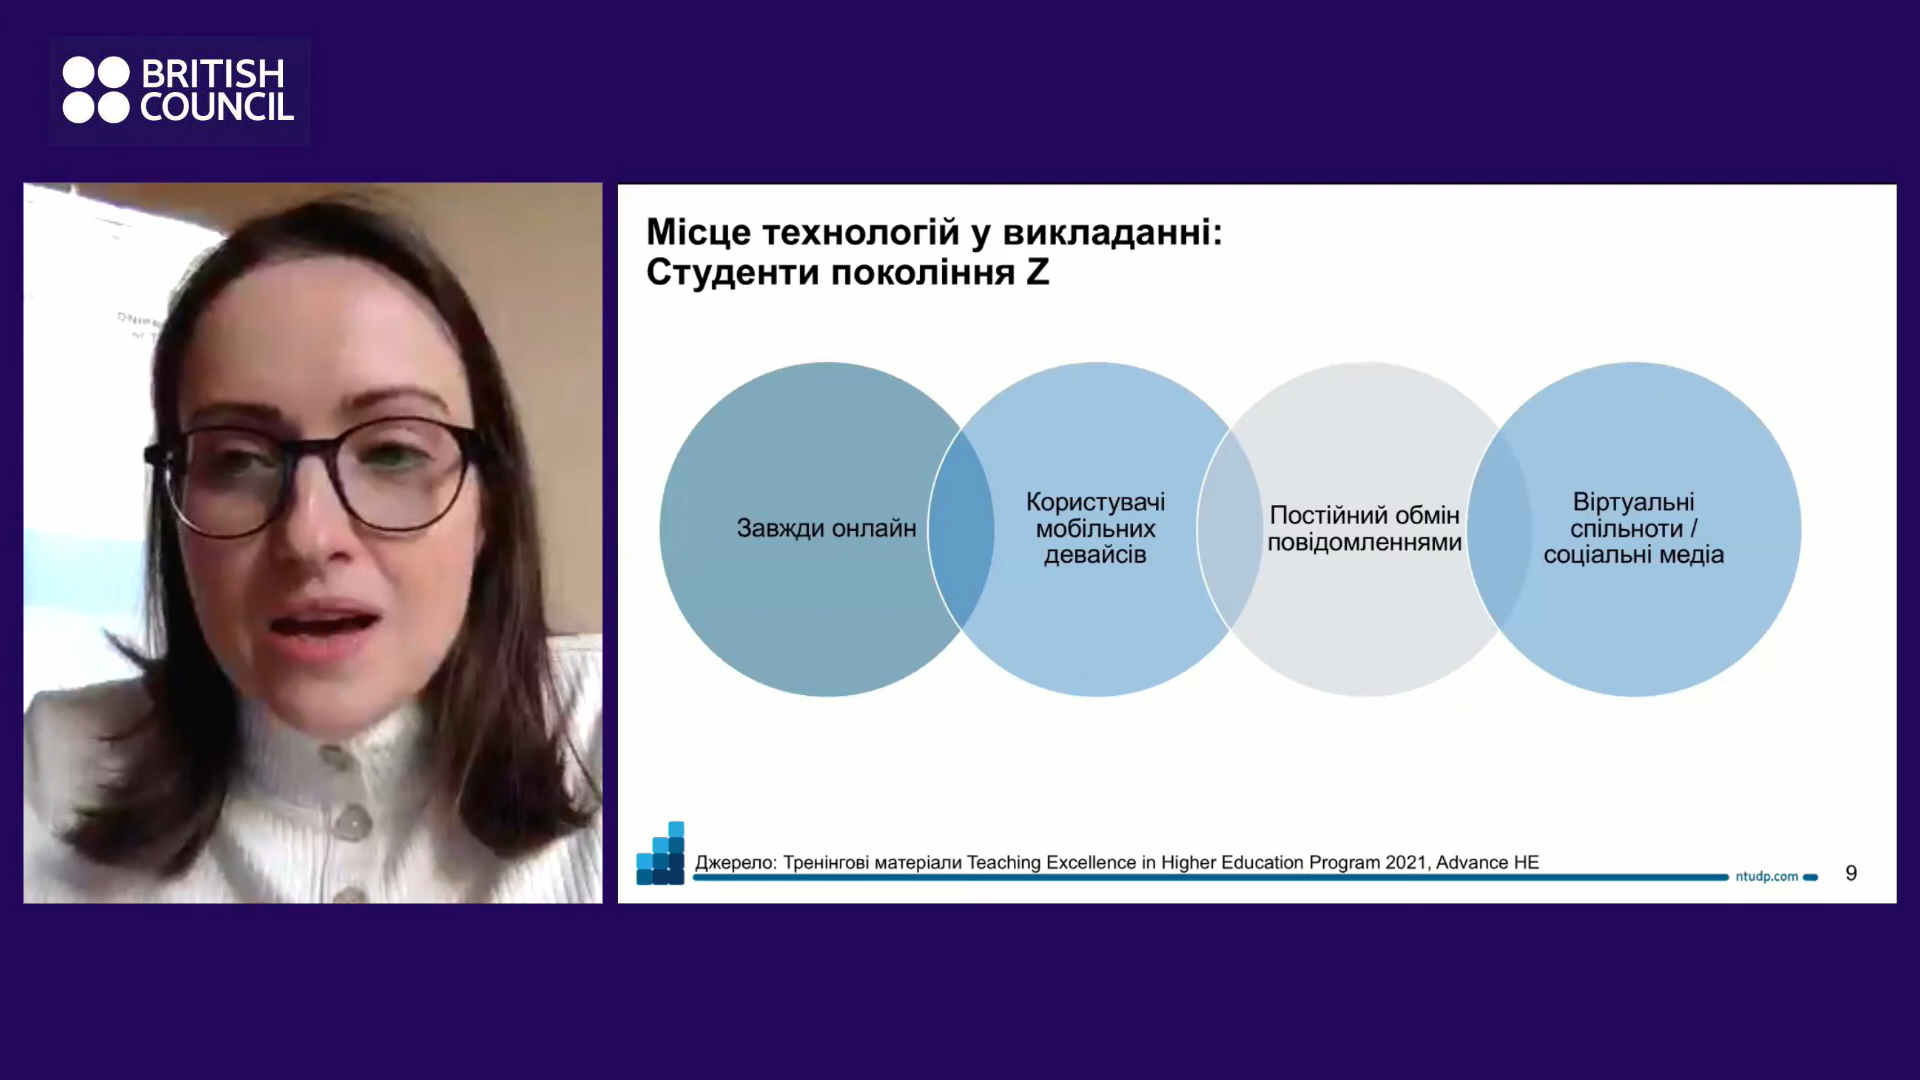 BRITISH
COUNCIL
Місце технологій у викладанні:
Студенти покоління Z
Завжди онлайн
Користувачі
мобільних
девайсів
Постійний обмін
повідомленнями
Віртуальні
спільноти /
соціальні медіа
Джерело: Тренінгові матеріали Teaching Excellence in Higher Education Program 2021, Advance HE
ntudp.com
9